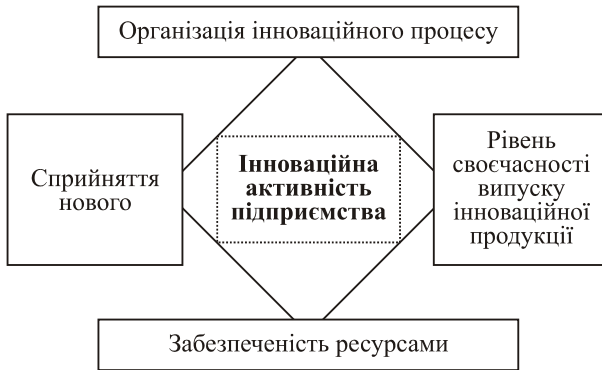 Організація інноваційного процесу
Сприйняття
нового
Інноваційна
активність
підприємства
Рівень
своєчасності
випуску
інноваційної
продукції
Забезпеченість ресурсами